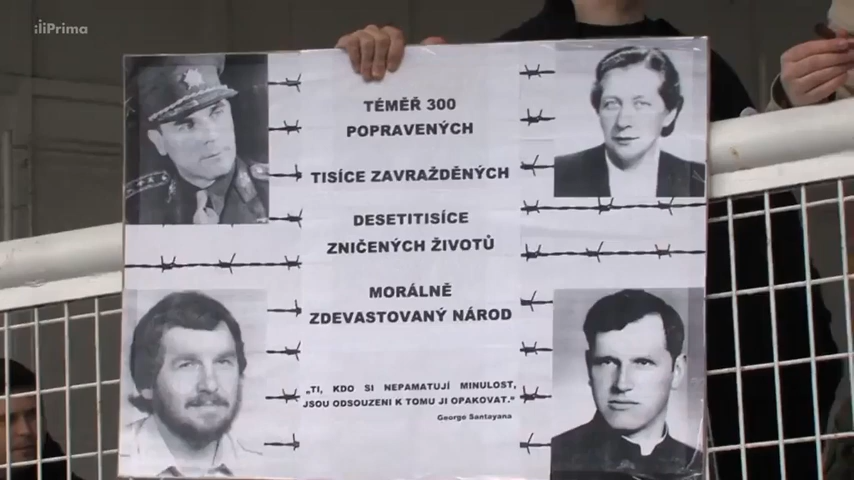 iPrima
TÉMĚŘ 300
POPRAVENÝCH
TISÍCE ZAVRAŽDĚNÝCH
DESETITISÍCE
ZNIČENÝCH ŽIVOTŮ
MORÁLNĚ
ZDEVASTOVANÝ NÁROD
„TI, KDO SI NEPAMATUJÍ MINULOST,
JSOU ODSOUZENI K TOMU JI OPAKOVAT.“
George Santayana